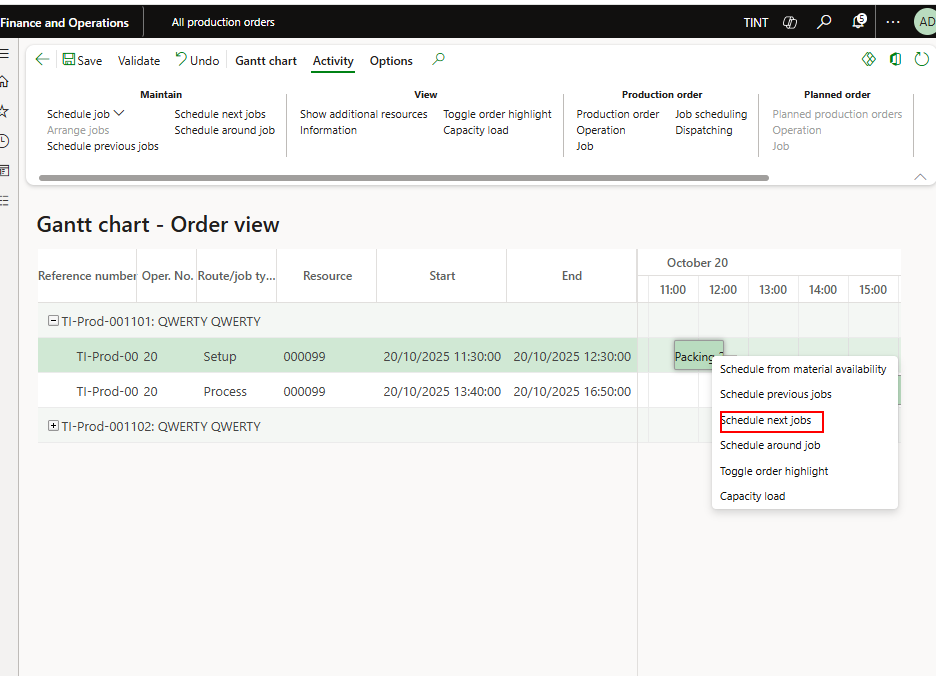 Finance and Operations
All production orders
TINT
5
AD
Save
Validate
Undo
Gantt chart
Activity
Options
Maintain
Schedule job
Schedule next jobs
Arrange jobs
Schedule around job
Schedule previous jobs
View
Show additional resources
Toggle order highlight
Information
Capacity load
Production order
Production order
Job scheduling
Operation
Dispatching
Job
Planned order
Planned production orders
Operation
Job
Gantt chart - Order view
Reference number Oper. No. Route/job ty... Resource Start End
October 20
11:00 12:00 13:00 14:00 15:00
TI-Prod-001101: QWERTY QWERTY
TI-Prod-00 20 Setup 000099 20/10/2025 11:30:00 20/10/2025 12:30:00
Packing
TI-Prod-00 20 Process 000099 20/10/2025 13:40:00 20/10/2025 16:50:00
TI-Prod-001102: QWERTY QWERTY
Schedule from material availability
Schedule previous jobs
Schedule next jobs
Schedule around job
Toggle order highlight
Capacity load